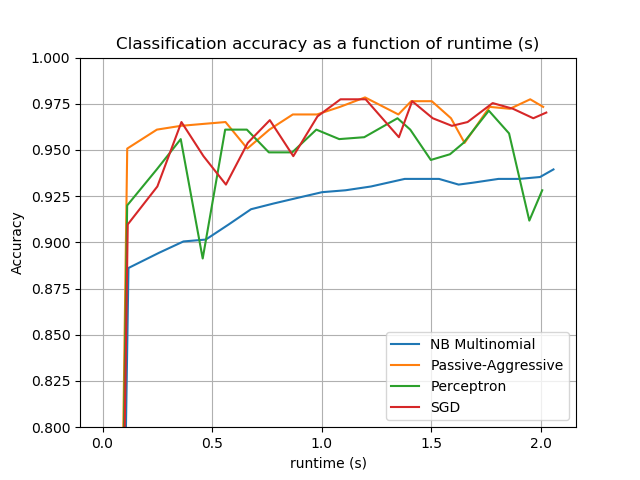 Classification accuracy as a function of runtime (s)
1.000
0.975
0.950
0.925
0.900
0.875
0.850
0.825
0.800
Accuracy
NB Multinomial
Passive-Aggressive
Perceptron
SGD
0.0 0.5 1.0 1.5 2.0
runtime (s)